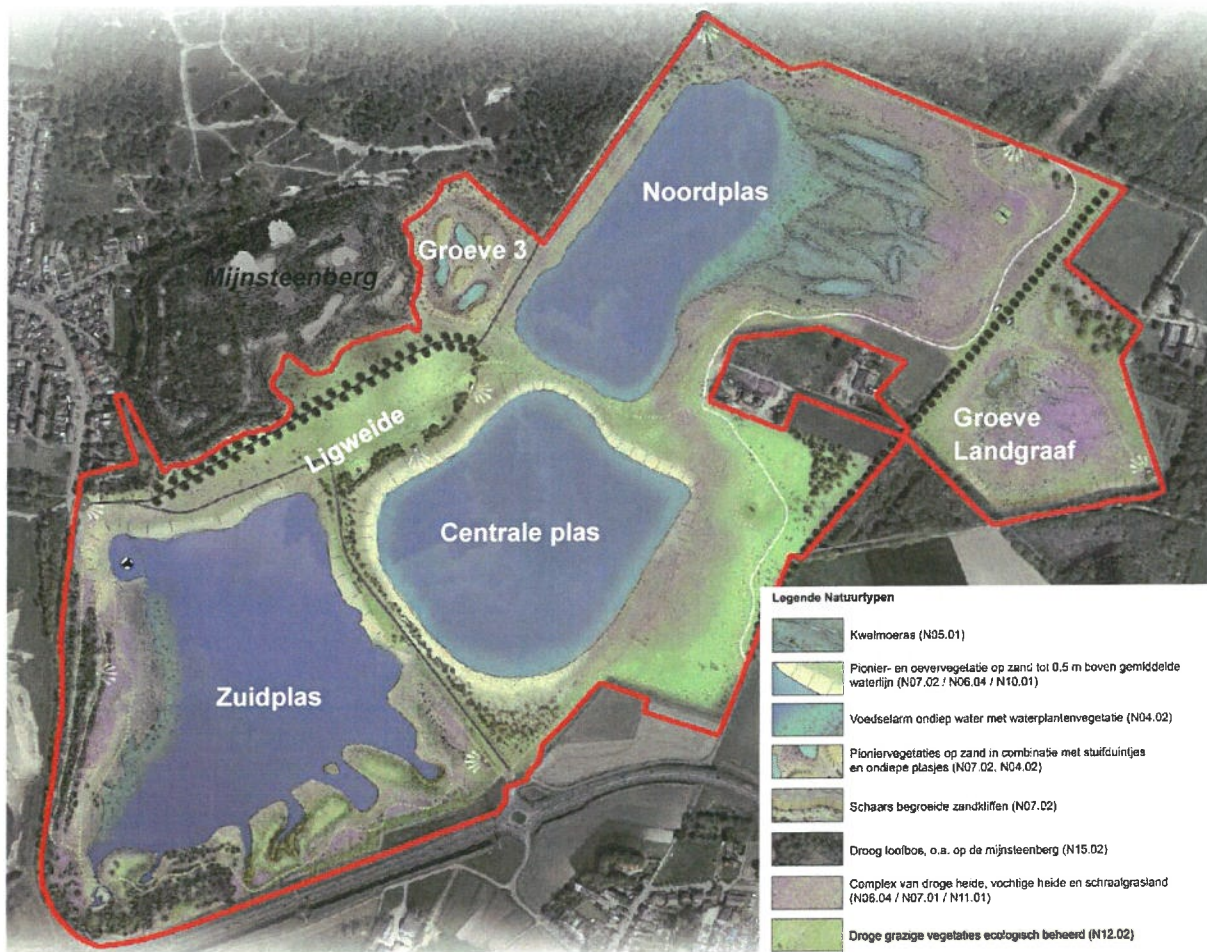 Noordplas
Groeve 3
Mijnsteenberg
Groeve
Landgraaf
Ligweide
Centrale plas
Zuidplas
Legende Natuurtypen
Kwelmoeras (N05.01)
Pionier- en oevervegetatie op zand tot 0,5 m boven gemiddelde
waterlijn (N07.02 / N06.04 / N10.01)
Voedselarm ondiep water met waterplantenvegetatie (N04.02)
Pioniervegetaties op zand in combinatie met stuifduintjes
en ondiepe plasjes (N07.02, N04.02)
Schaars begroeide zandkliffen (N07.02)
Droog loofbos, o.a. op de mijnsteenberg (N15.02)
Complex van droge heide, vochtige heide en schraalgrasland
(N06.04 / N07.01 / N11.01)
Droge grazige vegetaties ecologisch beheerd (N12.02)